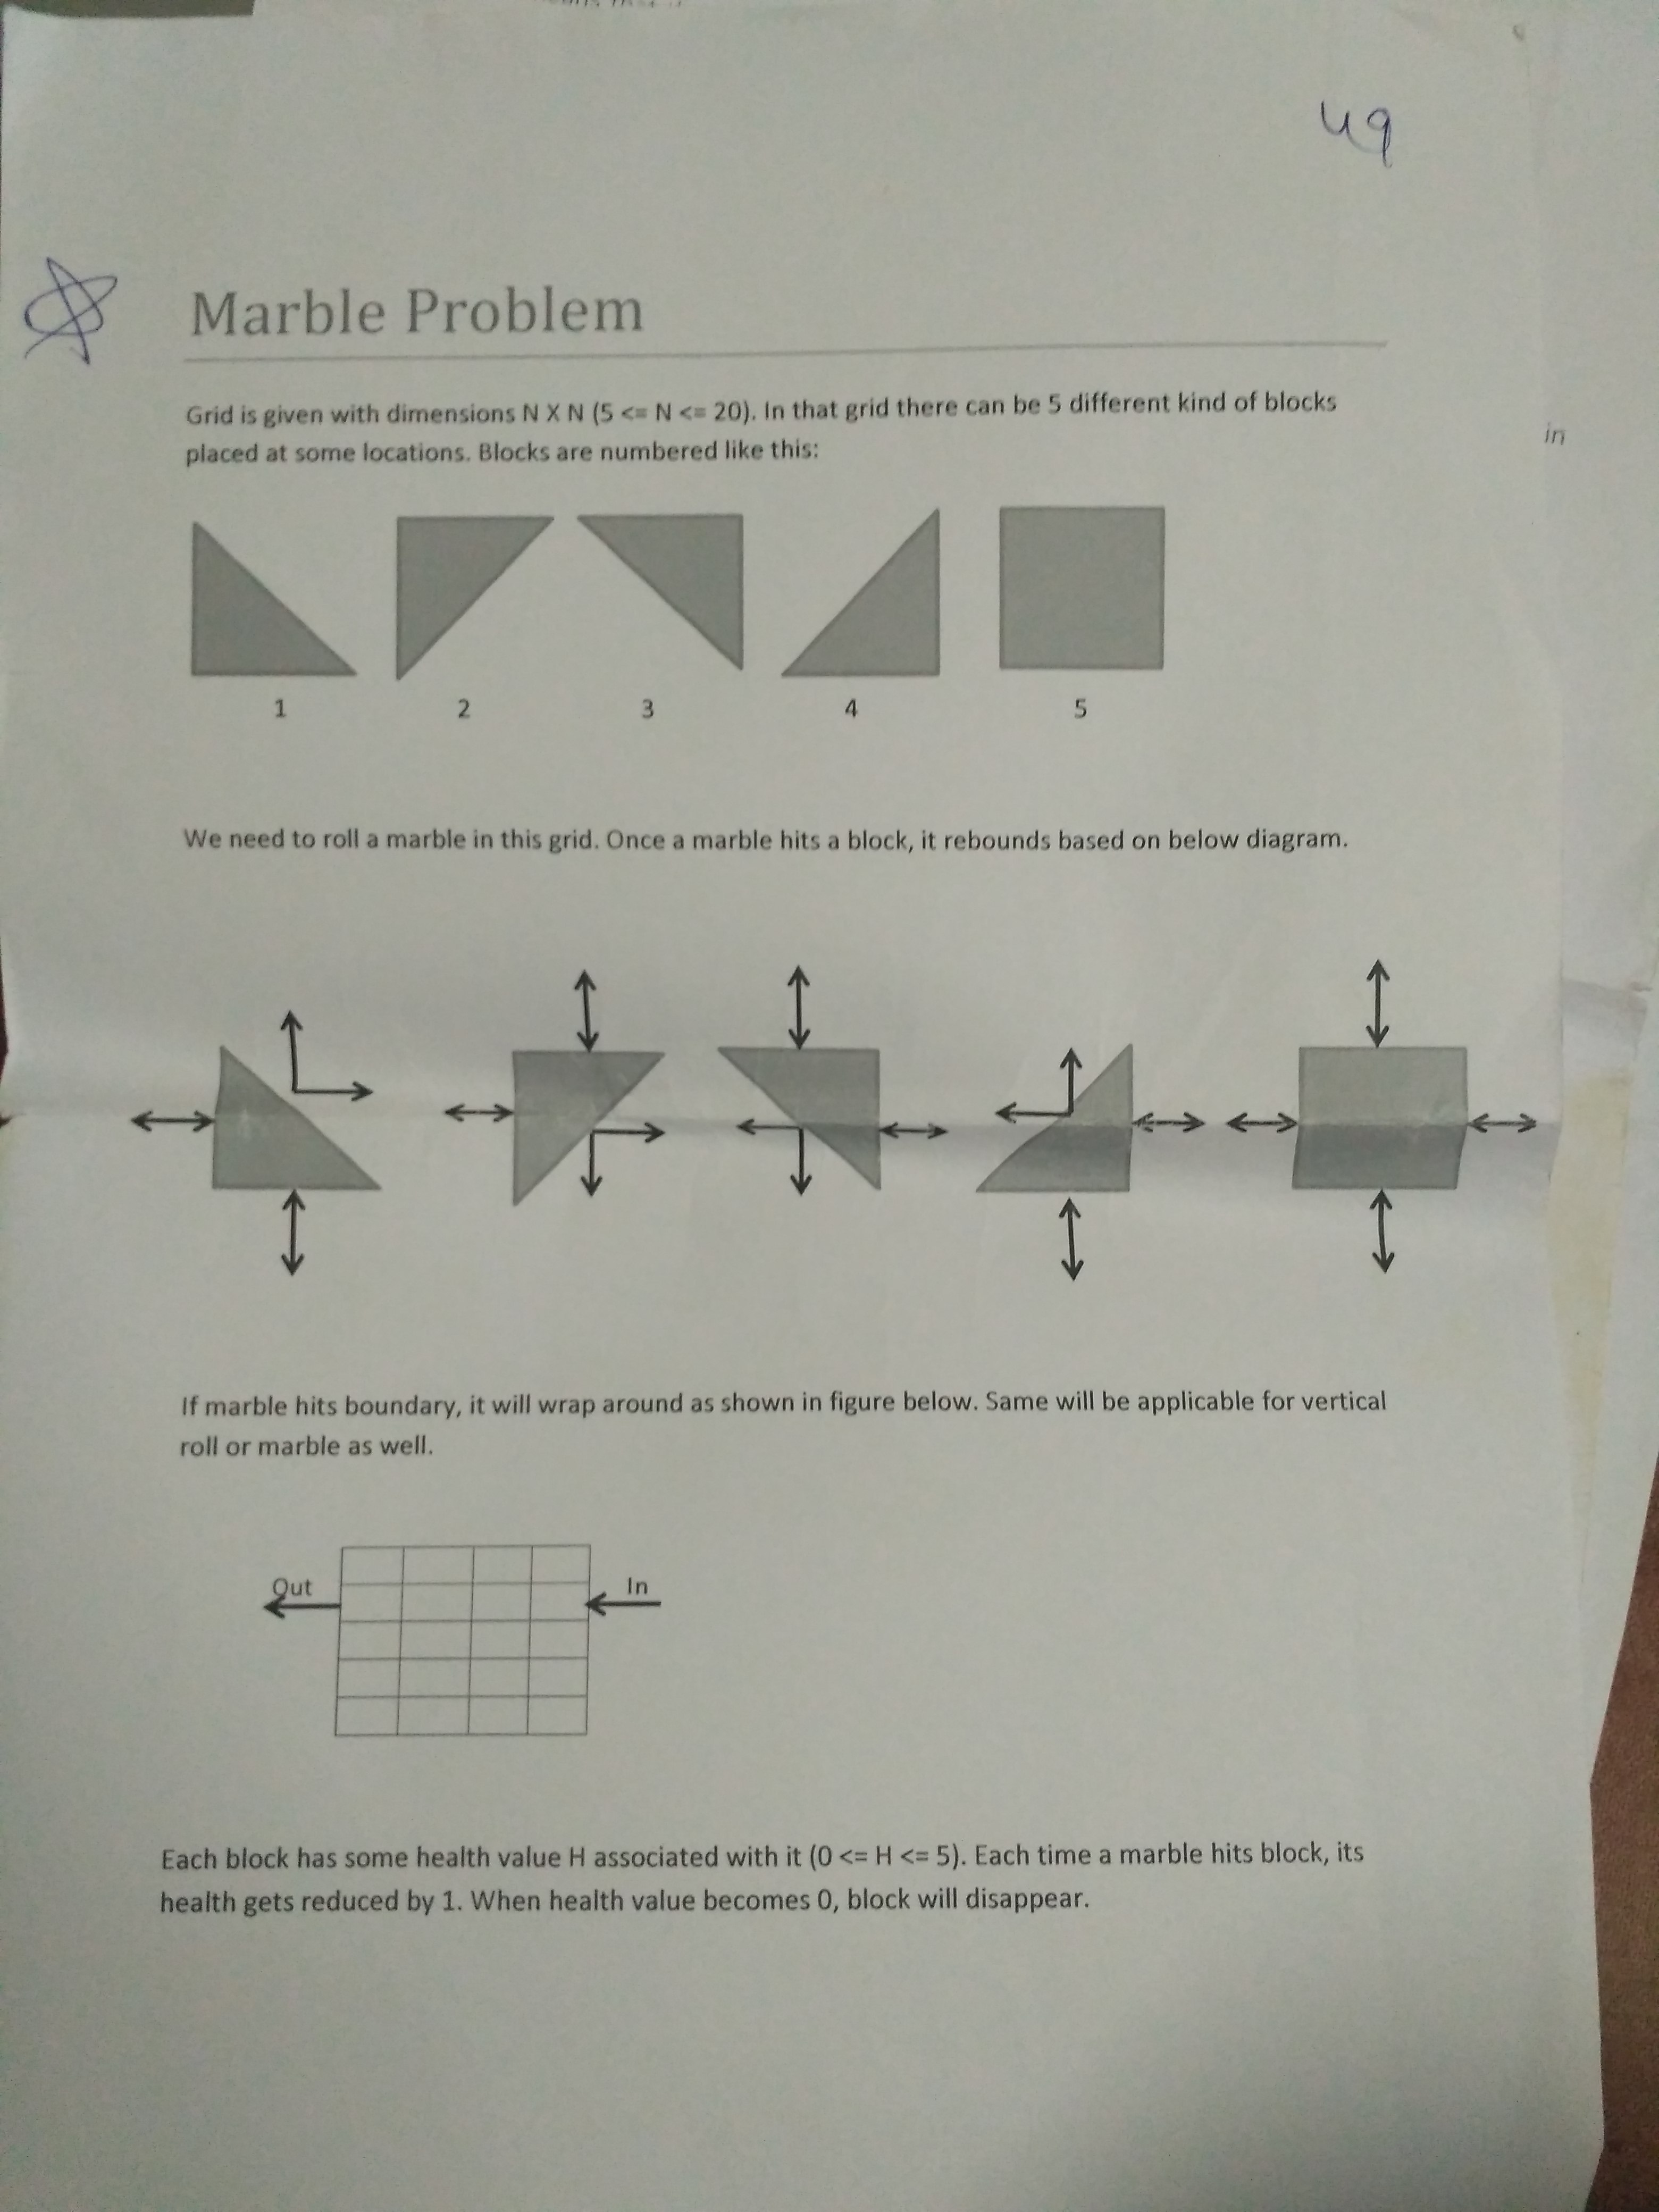 49
Marble Problem
Grid is given with dimensions N X N (5 <= N <= 20). In that grid there can be 5 different kind of blocks
placed at some locations. Blocks are numbered like this:
in
1 2 3 4 5
We need to roll a marble in this grid. Once a marble hits a block, it rebounds based on below diagram.
If marble hits boundary, it will wrap around as shown in figure below. Same will be applicable for vertical
roll or marble as well.
Out In
Each block has some health value H associated with it (0 <= H <= 5). Each time a marble hits block, its
health gets reduced by 1. When health value becomes 0, block will disappear.